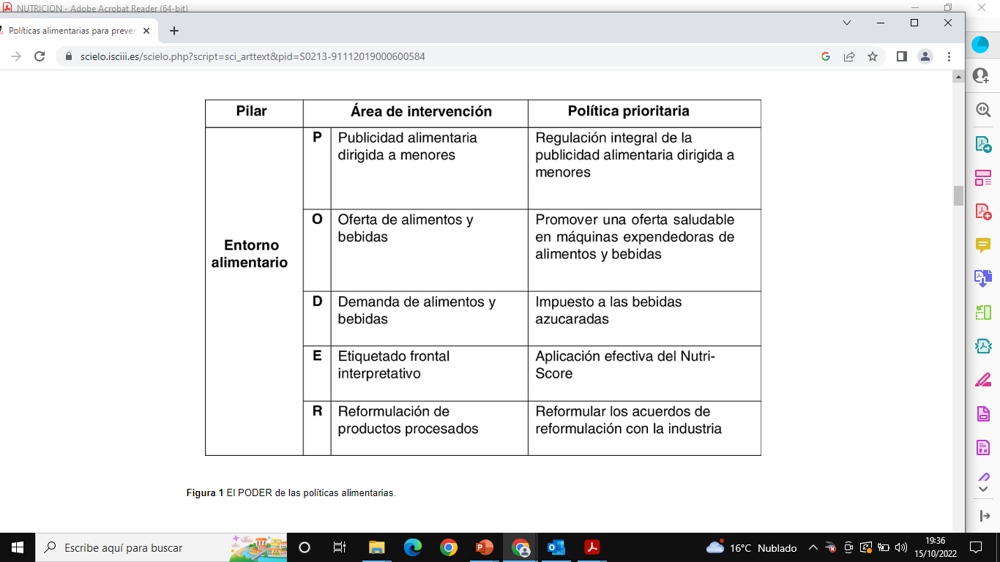 NUTRICION - Adobe Acrobat Reader (64-bit)
Políticas alimentarias para preve
scielo.isciii.es/scielo.php?script=sci_arttext&pid=S0213-91112019000600584
Pilar
Área de intervención
Política prioritaria
Entorno
alimentario
P
Publicidad alimentaria
dirigida a menores
Regulación integral de la
publicidad alimentaria dirigida a
menores
O
Oferta de alimentos y
bebidas
Promover una oferta saludable
en máquinas expendedoras de
alimentos y bebidas
D
Demanda de alimentos y
bebidas
Impuesto a las bebidas
azucaradas
E
Etiquetado frontal
interpretativo
Aplicación efectiva del Nutri-
Score
R
Reformulación de
productos procesados
Reformular los acuerdos de
reformulación con la industria
Figura 1 El PODER de las políticas alimentarias.
Escribe aquí para buscar
16°C Nublado
19:36
15/10/2022